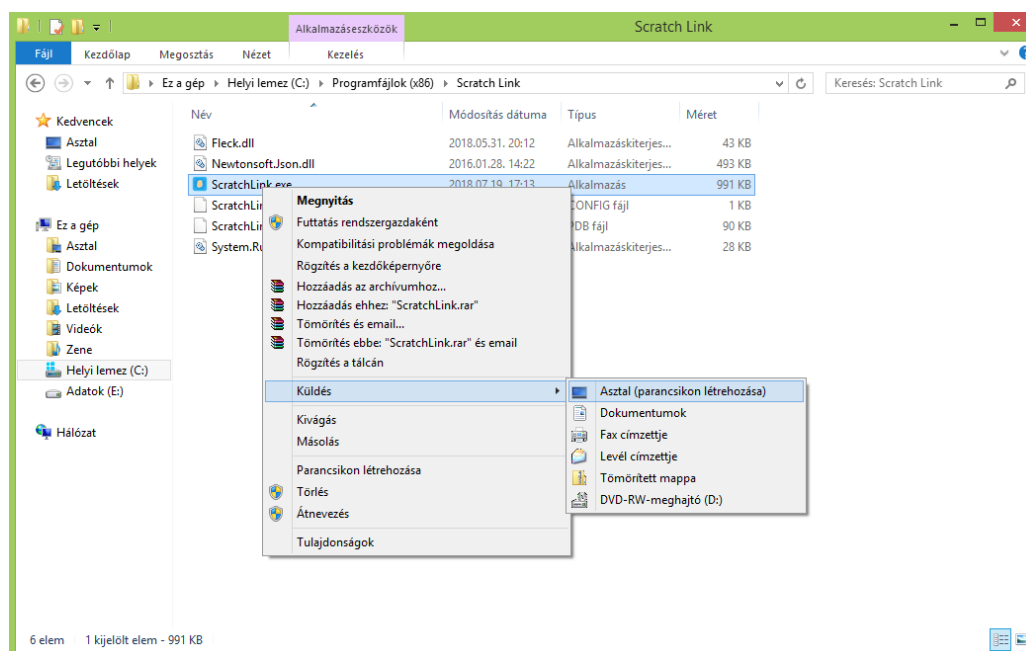 Alkalmazáseszközök
Scratch Link
Fájl Kezdőlap Megosztás Nézet Kezelés
Ez a gép Helyi lemez (C:) Programfájlok (x86) Scratch Link
Keresés: Scratch Link
Név Módosítás dátuma Típus Méret
Kedvencek
Asztal
Legutóbbi helyek
Letöltések
Ez a gép
Asztal
Dokumentumok
Képek
Letöltések
Videók
Zene
Helyi lemez (C:)
Adatok (E:)
Hálózat
Fleck.dll 2018.05.31. 20:12 Alkalmazáskiterjes... 43 KB
Newtonsoft.Json.dll 2016.01.28. 14:22 Alkalmazáskiterjes... 493 KB
ScratchLink.exe 2018.07.19. 17:13 Alkalmazás 991 KB
ScratchLi CONFIG fájl 1 KB
ScratchLi PDB fájl 90 KB
System.Ru Alkalmazáskiterjes... 28 KB
Megnyitás
Futtatás rendszergazdaként
Kompatibilitási problémák megoldása
Rögzítés a kezdőképernyőre
Hozzáadás az archívumhoz...
Hozzáadás ehhez: "ScratchLink.rar"
Tömörítés és email...
Tömörítés ebbe: "ScratchLink.rar" és email
Rögzítés a tálcán
Küldés
Kivágás
Másolás
Parancsikon létrehozása
Törlés
Átnevezés
Tulajdonságok
Asztal (parancsikon létrehozása)
Dokumentumok
Fax címzettje
Levél címzettje
Tömörített mappa
DVD-RW-meghajtó (D:)
6 elem 1 kijelölt elem - 991 KB